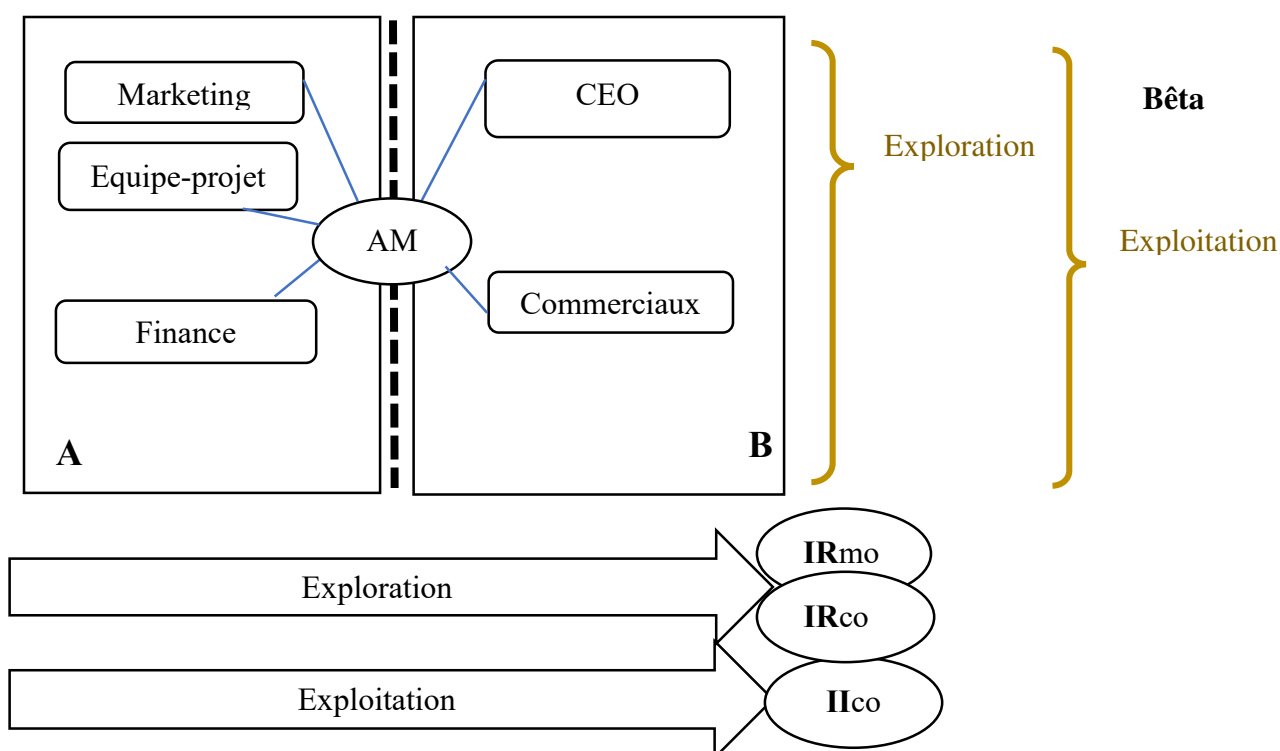 Marketing
CEO
Bêta
Exploration
Equipe-projet
AM
Exploitation
Commerciaux
Finance
A
B
IRmo
Exploration
IRco
Exploitation
IIco